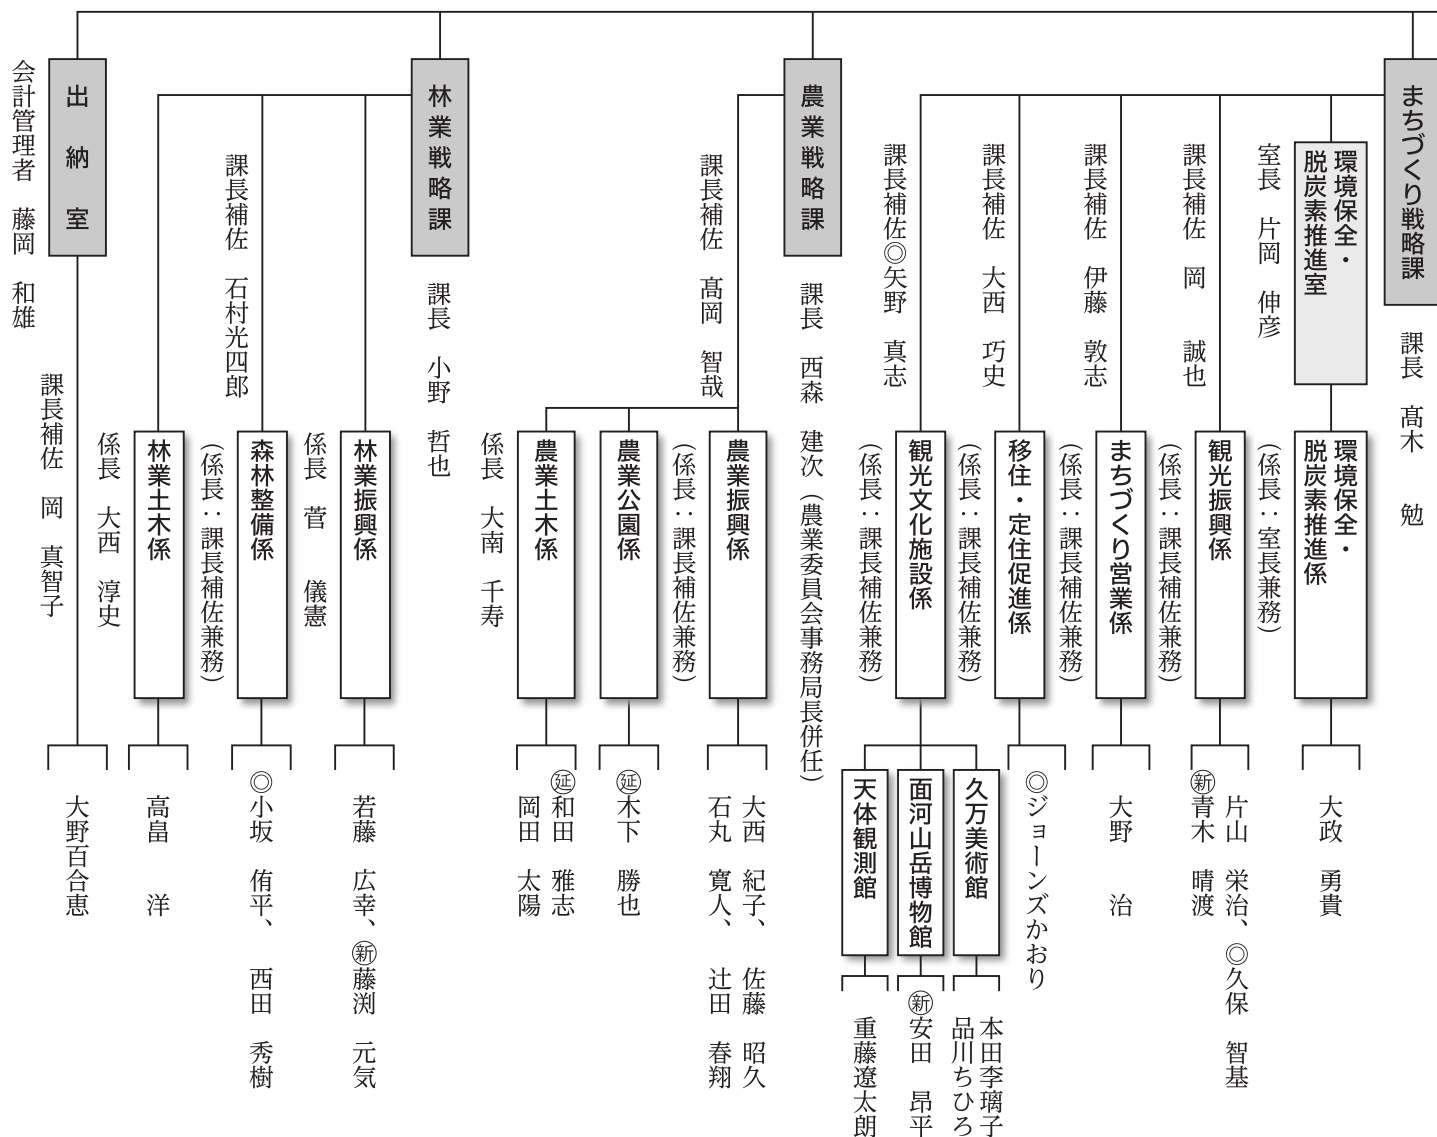 まちづくり戦略課
課長　髙木　勉
環境保全・
脱炭素推進室
室長　片岡　伸彦
環境保全・
脱炭素推進係
（係長：室長兼務）
大政　勇貴
課長補佐　岡　誠也
観光振興係
（係長：課長補佐兼務）
片山　栄治、◎久保　智基
㊟青木　晴渡
課長補佐　伊藤　敦志
まちづくり営業係
（係長：課長補佐兼務）
大野　治
課長補佐　大西　巧史
移住・定住促進係
（係長：課長補佐兼務）
◎ジョーンズかおり
課長補佐◎矢野　真志
観光文化施設係
（係長：課長補佐兼務）
久万美術館
本田李璃子
品川ちひろ
面河山岳博物館
新安田　昂平
天体観測館
重藤遼太朗
農業戦略課
課長　西森　建次（農業委員会事務局長併任）
課長補佐　髙岡　智哉
農業振興係
（係長：課長補佐兼務）
大西　紀子、佐藤　昭久
石丸　寛人、辻田　春翔
農業公園係
延木下　勝也
農業土木係
係長　大南　千寿
延和田　雅志
岡田　太陽
林業戦略課
課長　小野　哲也
林業振興係
係長　菅　儀憲
若藤　広幸、新藤渕　元気
課長補佐　石村光四郎
森林整備係
（係長：課長補佐兼務）
◎小坂　侑平、西田　秀樹
林業土木係
係長　大西　淳史
高畠　洋
出納室
会計管理者　藤岡　和雄
課長補佐　岡　真智子
大野百合恵